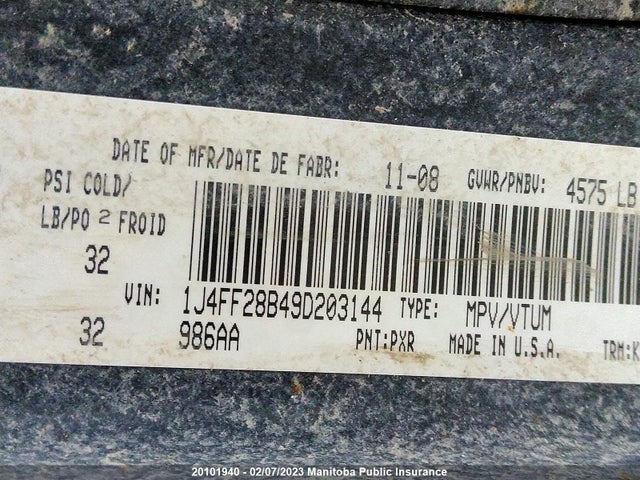 DATE OF MFR/DATE DE FABR: 11-08 GVWR/PNBV: 4575 LB
PSI COLD/
LB/PO 2 FROID
32
VIN: 1J4FF28B49D203144 TYPE: MPV/VTUM
32 986AA PNT:PXR MADE IN U.S.A. TRM:K
20101940 - 02/07/2023 Manitoba Public Insurance